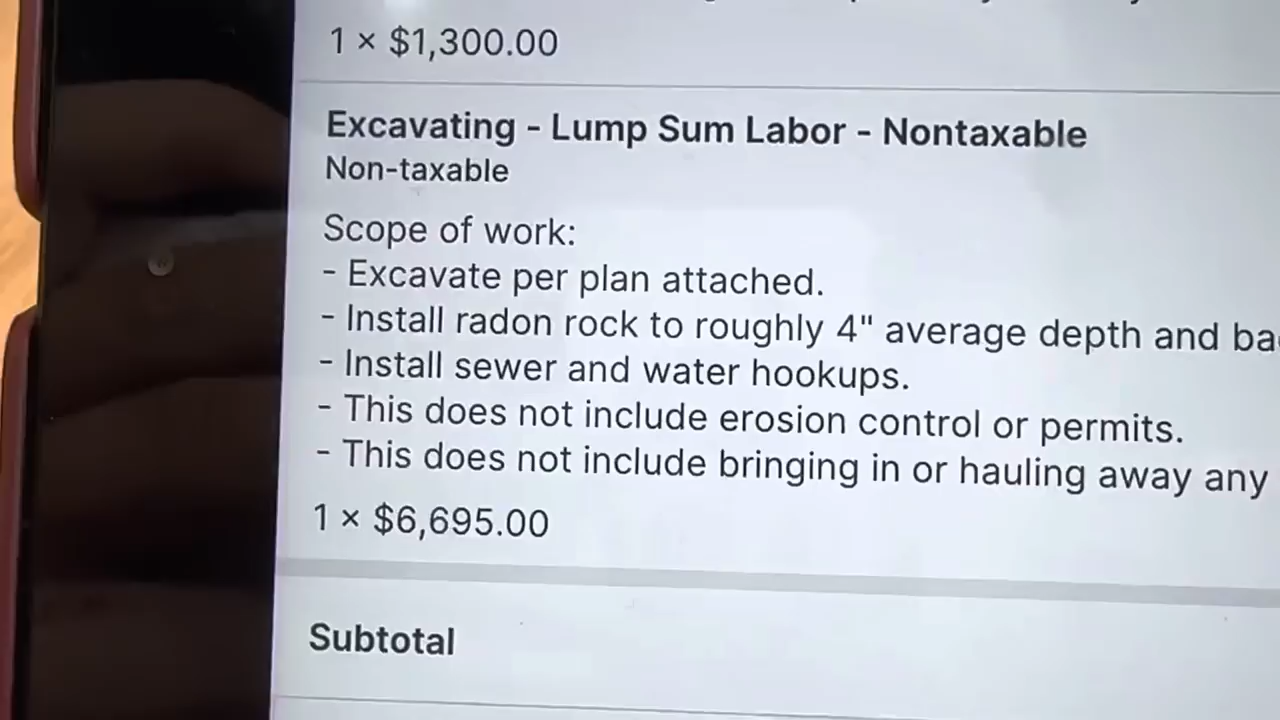 1 × $1,300.00
Excavating - Lump Sum Labor - Nontaxable
Non-taxable
Scope of work:
- Excavate per plan attached.
- Install radon rock to roughly 4" average depth and
- Install sewer and water hookups.
- This does not include erosion control or permits.
- This does not include bringing in or hauling away any
1 × $6,695.00
Subtotal